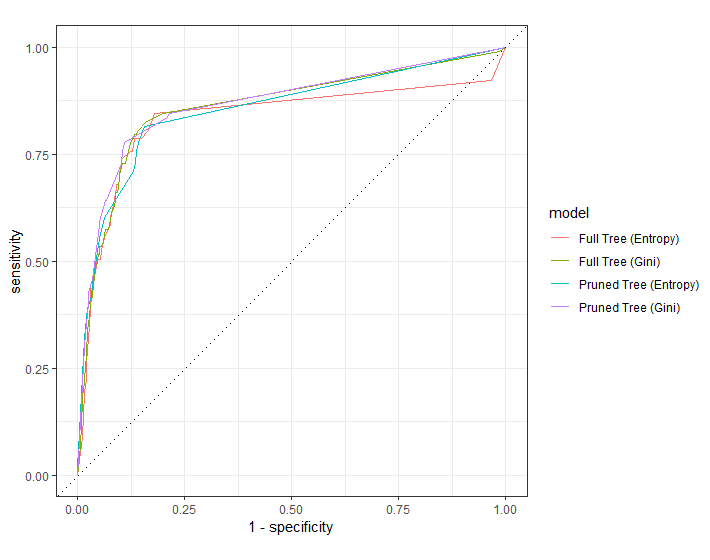 1.00
0.75
0.50
0.25
0.00
sensitivity
0.00 0.25 0.50 0.75 1.00
1 - specificity
model
Full Tree (Entropy)
Full Tree (Gini)
Pruned Tree (Entropy)
Pruned Tree (Gini)